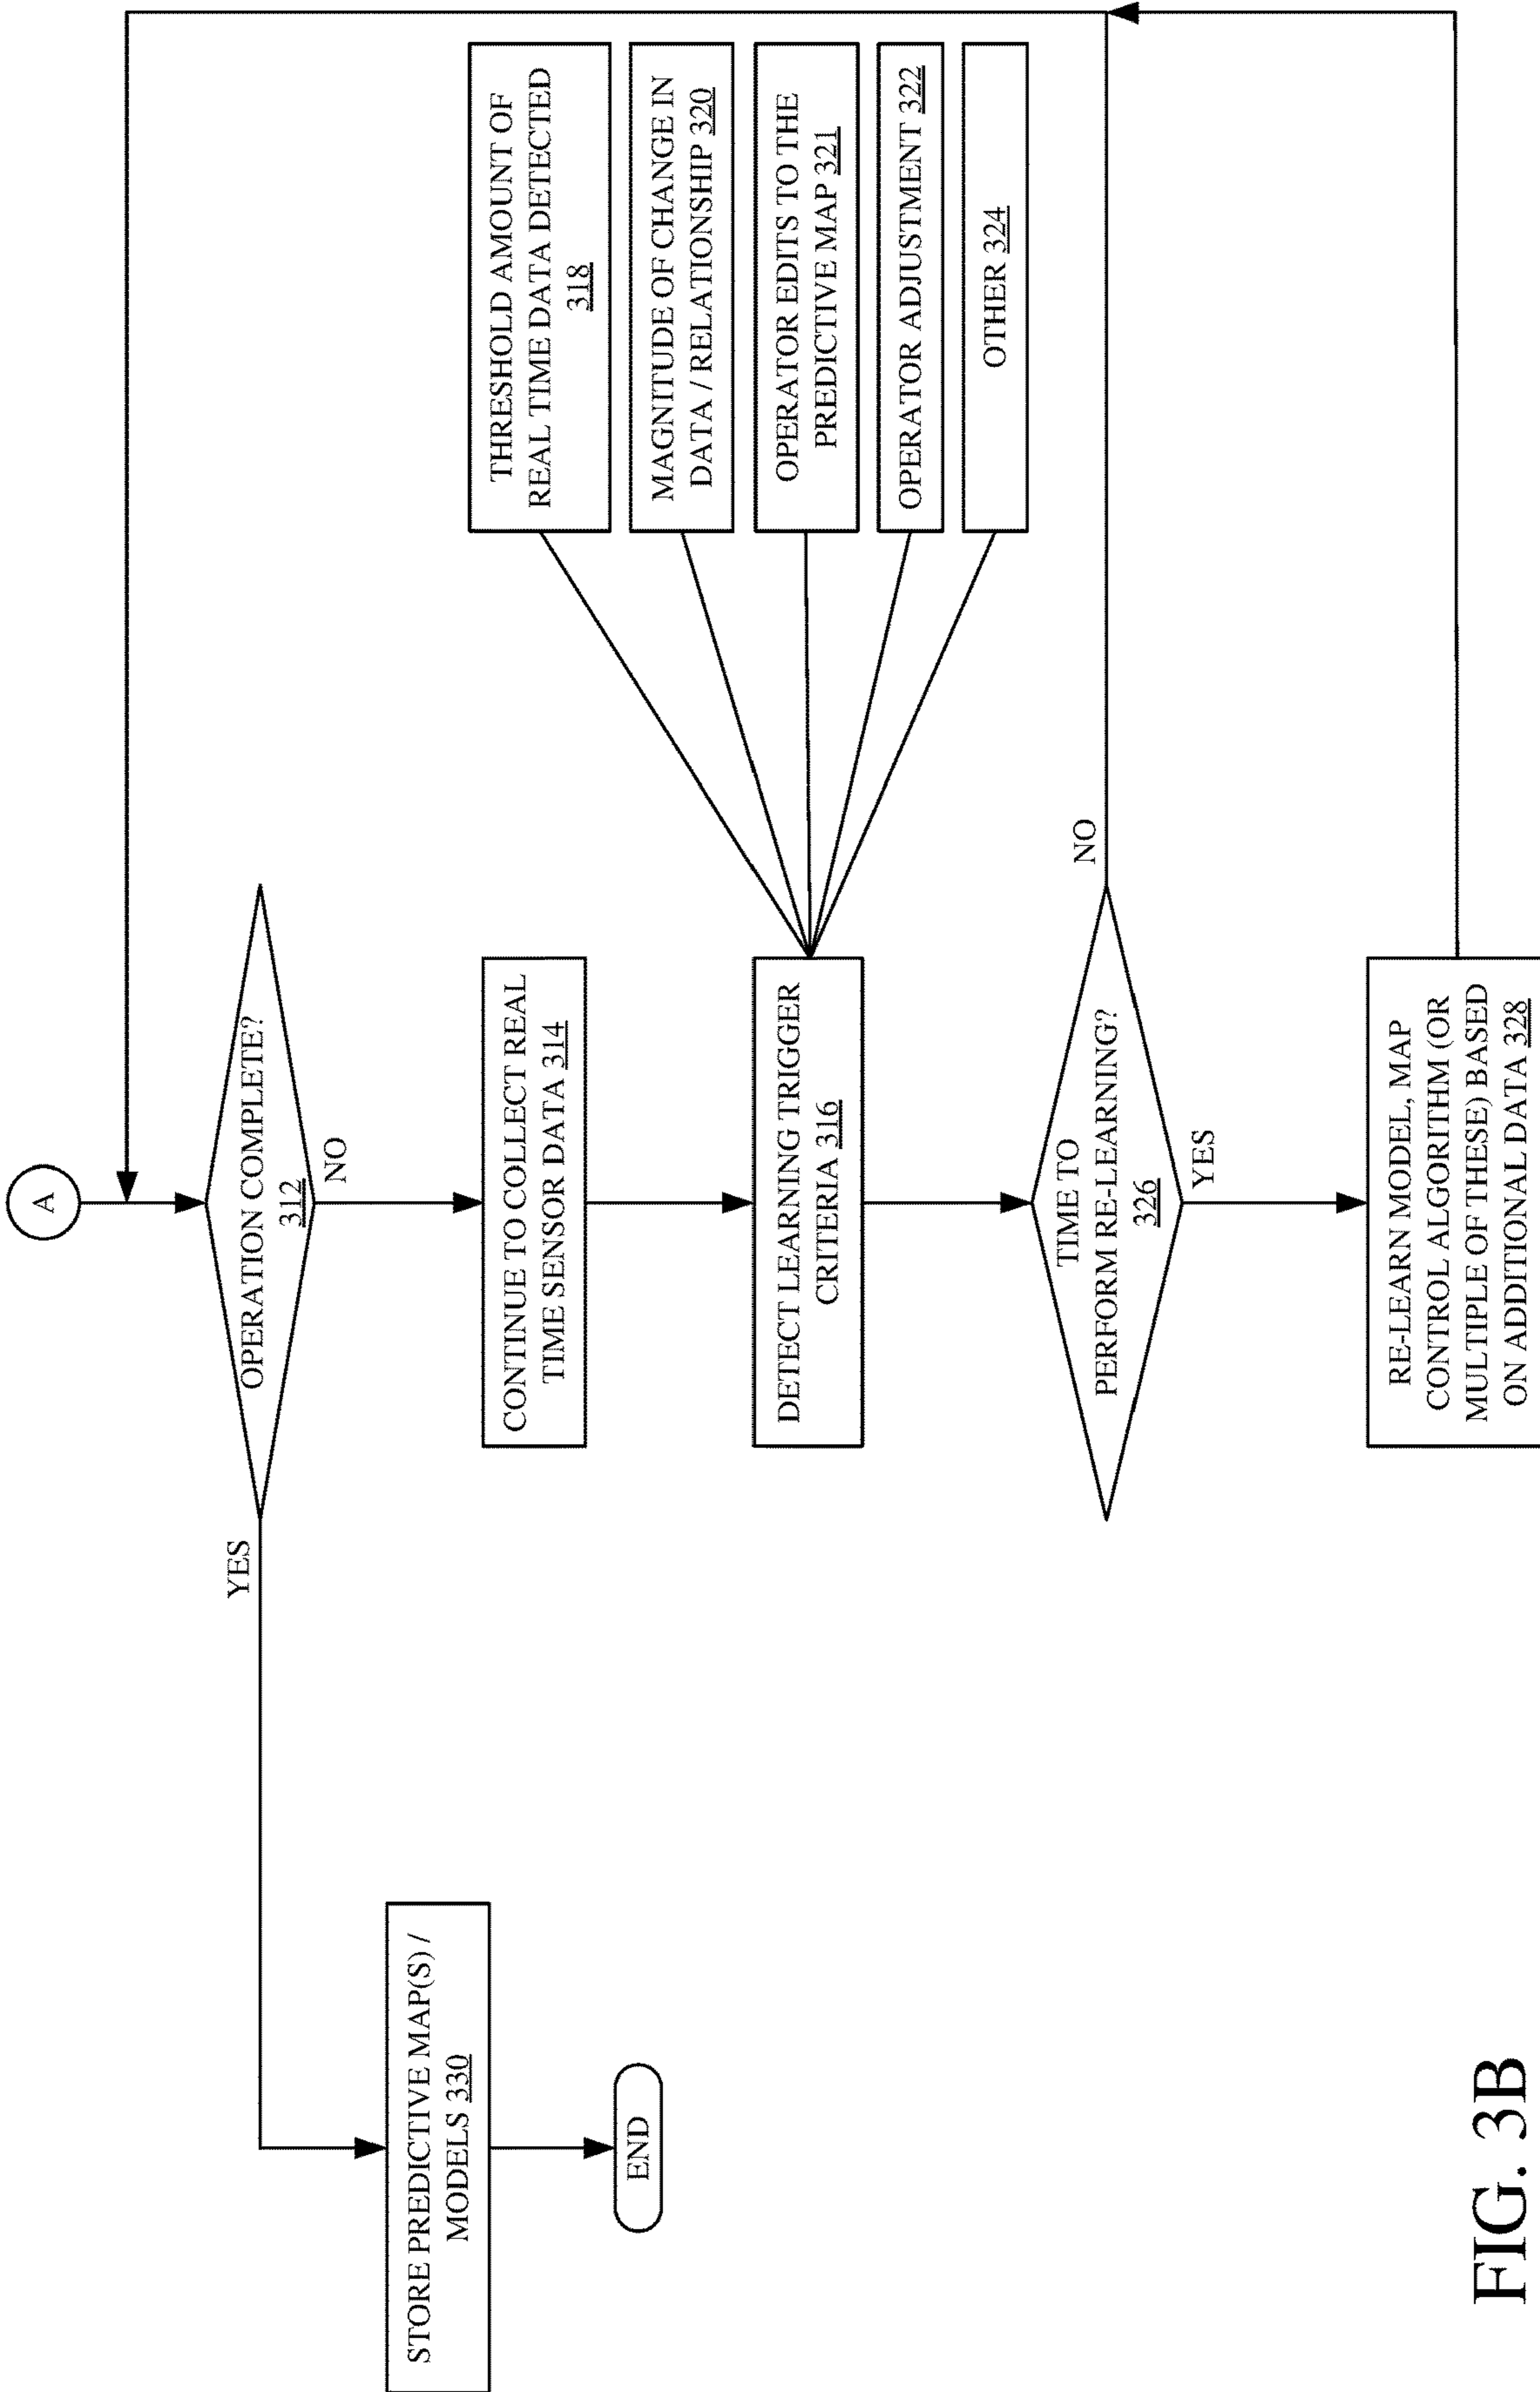 A
OPERATION COMPLETE?
312
YES
NO
STORE PREDICTIVE MAP(S) /
MODELS 330
END
CONTINUE TO COLLECT REAL
TIME SENSOR DATA 314
DETECT LEARNING TRIGGER
CRITERIA 316
THRESHOLD AMOUNT OF
REAL TIME DATA DETECTED
318
MAGNITUDE OF CHANGE IN
DATA / RELATIONSHIP 320
OPERATOR EDITS TO THE
PREDICTIVE MAP 321
OPERATOR ADJUSTMENT 322
OTHER 324
TIME TO
PERFORM RE-LEARNING?
326
NO
YES
RE-LEARN MODEL, MAP
CONTROL ALGORITHM (OR
MULTIPLE OF THESE) BASED
ON ADDITIONAL DATA 328
FIG. 3B